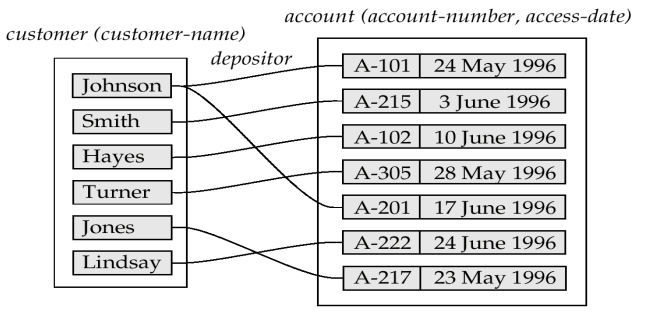 account (account-number, access-date)
customer (customer-name)
depositor
Johnson
Smith
Hayes
Turner
Jones
Lindsay
A-101 24 May 1996
A-215 3 June 1996
A-102 10 June 1996
A-305 28 May 1996
A-201 17 June 1996
A-222 24 June 1996
A-217 23 May 1996